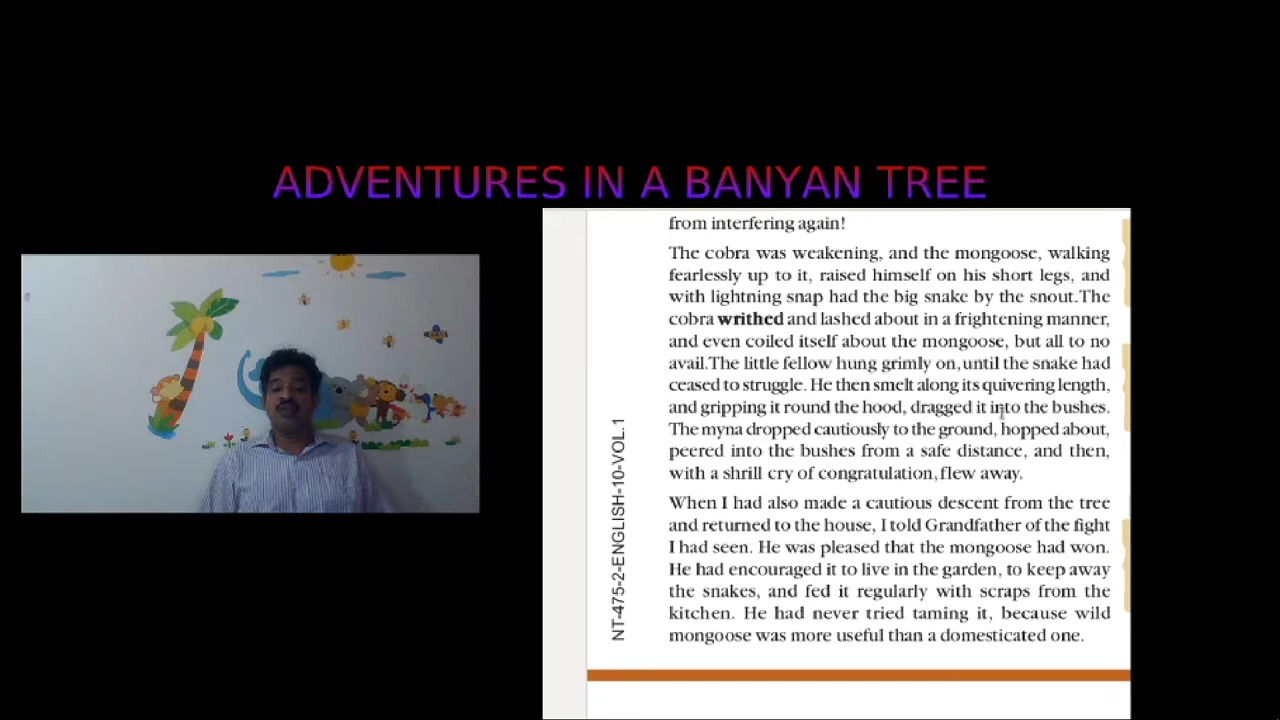 ADVENTURES IN A BANYAN TREE
from interfering again!
The cobra was weakening, and the mongoose, walking
fearlessly up to it, raised himself on his short legs, and
with lightning snap had the big snake by the snout.The
cobra writhed and lashed about in a frightening manner,
and even coiled itself about the mongoose, but all to no
avail.The little fellow hung grimly on, until the snake had
ceased to struggle. He then smelt along its quivering length,
and gripping it round the hood, dragged it into the bushes.
The myna dropped cautiously to the ground, hopped about,
peered into the bushes from a safe distance, and then,
with a shrill cry of congratulation, flew away.
When I had also made a cautious descent from the tree
and returned to the house, I told Grandfather of the fight
I had seen. He was pleased that the mongoose had won.
He had encouraged it to live in the garden, to keep away
the snakes, and fed it regularly with scraps from the
kitchen. He had never tried taming it, because wild
mongoose was more useful than a domesticated one.
NT-475-2-ENGLISH-10-VOL.1